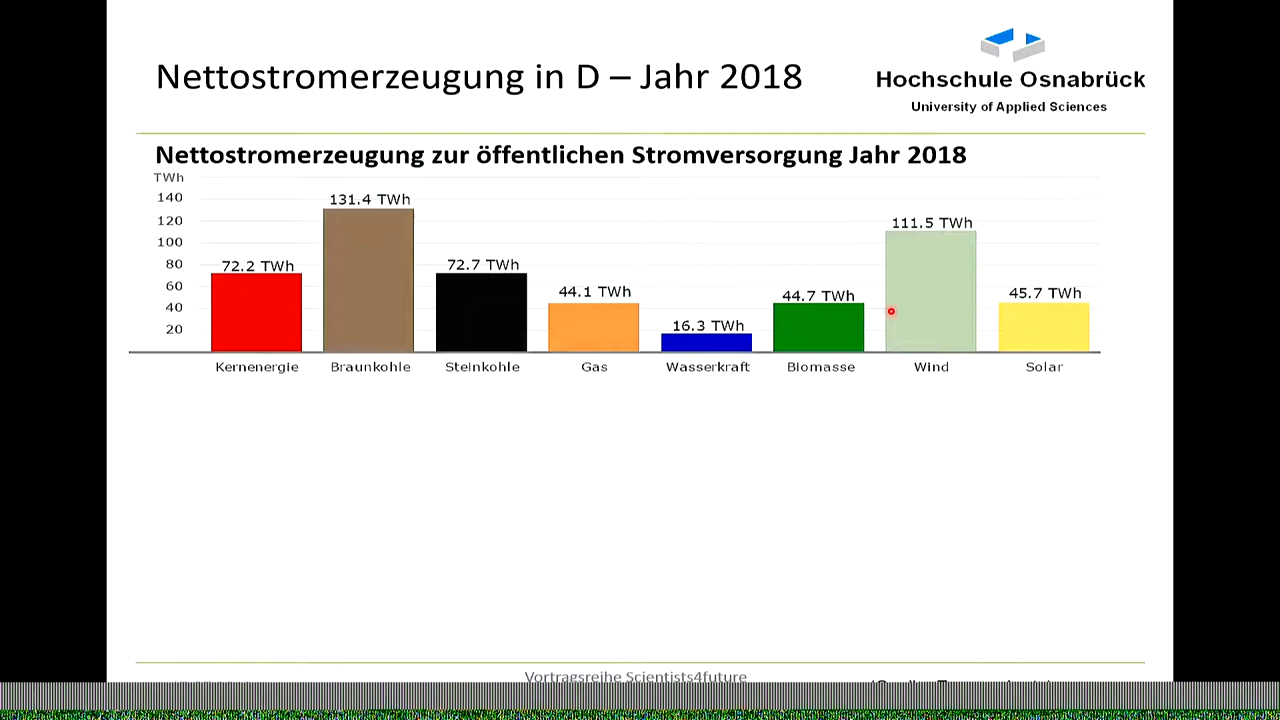 Nettostromerzeugung in D – Jahr 2018
Hochschule Osnabrück
University of Applied Sciences
Nettostromerzeugung zur öffentlichen Stromversorgung Jahr 2018
TWh
140
120
100
80
60
40
20
72.2 TWh
131.4 TWh
72.7 TWh
44.1 TWh
16.3 TWh
44.7 TWh
111.5 TWh
45.7 TWh
Kernenergie Braunkohle Steinkohle Gas Wasserkraft Biomasse Wind Solar
Vortragsreihe Scientists4future